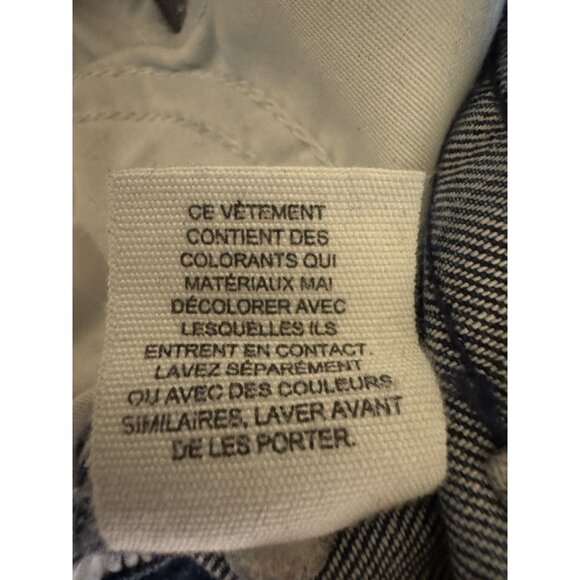 CE VÊTEMENT
CONTIENT DES
COLORANTS QUI
MATÉRIAUX MAI
DÉCOLORER AVEC
LESQUELLES ILS
ENTRENT EN CONTACT.
LAVEZ SÉPARÉMENT
OU AVEC DES COULEURS
SIMILAIRES, LAVER AVANT
DE LES PORTER.